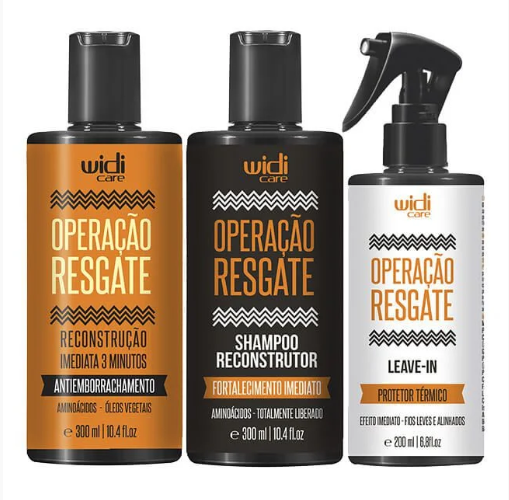 widi
care
OPERAÇÃO
RESGATE
RECONSTRUÇÃO
IMEDIATA 3 MINUTOS
ANTIEMBORRACHAMENTO
AMINOÁCIDOS - ÓLEOS VEGETAIS
e 300 ml | 10.4 fl.oz
widi
care
OPERAÇÃO
RESGATE
SHAMPOO
RECONSTRUTOR
FORTALECIMENTO IMEDIATO
AMINOÁCIDOS - TOTALMENTE LIBERADO
e 300 ml | 10.4 fl.oz
widi
care
OPERAÇÃO
RESGATE
LEAVE-IN
PROTETOR TÉRMICO
EFEITO IMEDIATO - FIOS LEVES E ALINHADOS
e 200 ml | 6,8fl.oz